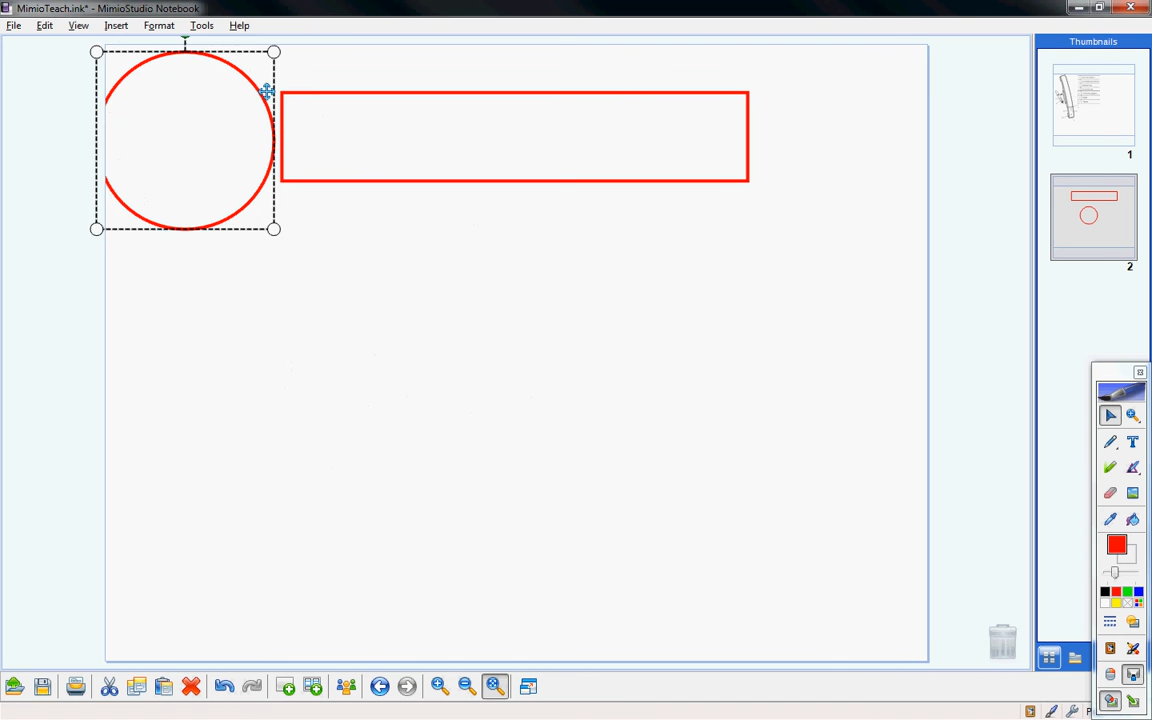 MimioTeach.ink* - MimioStudio Notebook
File Edit View Insert Format Tools Help
Thumbnails
1
2
T